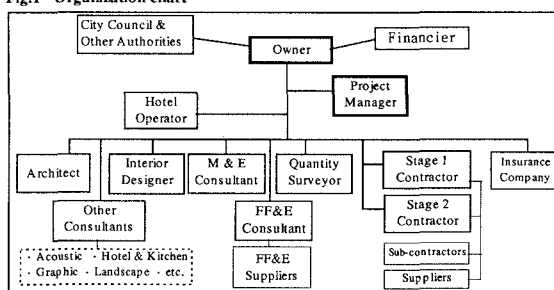 Fig.1 Organization chart
City Council &
Other Authorities
Owner
Financier
Project
Manager
Hotel
Operator
Architect
Interior
Designer
M & E
Consultant
Quantity
Surveyor
Stage 1
Contractor
Insurance
Company
Other
Consultants
FF&E
Consultant
Stage 2
Contractor
· Acoustic · Hotel & Kitchen
· Graphic · Landscape · etc.
FF&E
Suppliers
Sub-contractors
Suppliers